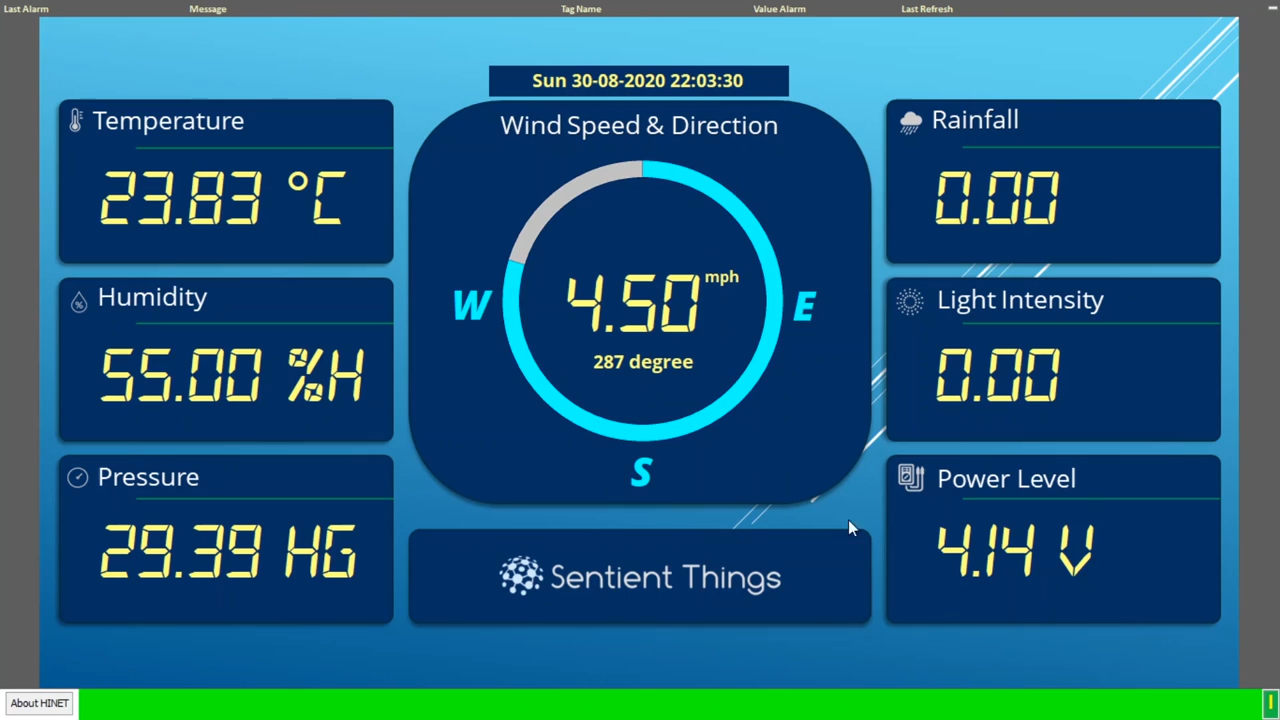 Last Alarm Message Tag Name Value Alarm Last Refresh
Sun 30-08-2020 22:03:30
Temperature
23.83 °C
Humidity
%
55.00 %H
Pressure
29.39 HG
Wind Speed & Direction
W
4.50 mph
E
287 degree
S
Sentient Things
Rainfall
0.00
Light Intensity
0.00
Power Level
4.14 V
About HINET